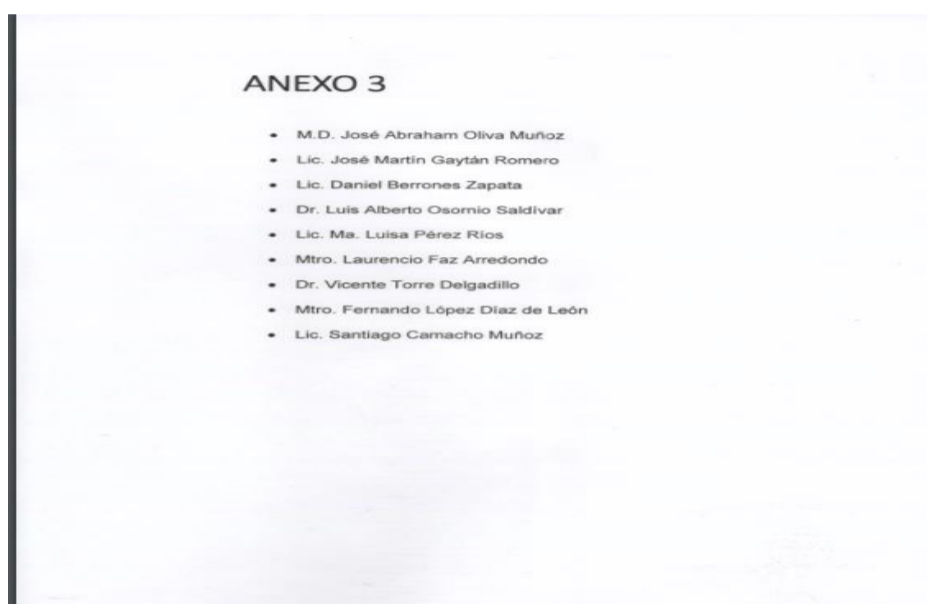 ANEXO 3
• M.D. José Abraham Oliva Muñoz
• Lic. José Martín Gaytán Romero
• Lic. Daniel Berrones Zapata
• Dr. Luis Alberto Osornio Saldívar
• Lic. Ma. Luisa Pérez Ríos
• Mtro. Laurencio Faz Arredondo
• Dr. Vicente Torre Delgadillo
• Mtro. Fernando López Díaz de León
• Lic. Santiago Camacho Muñoz